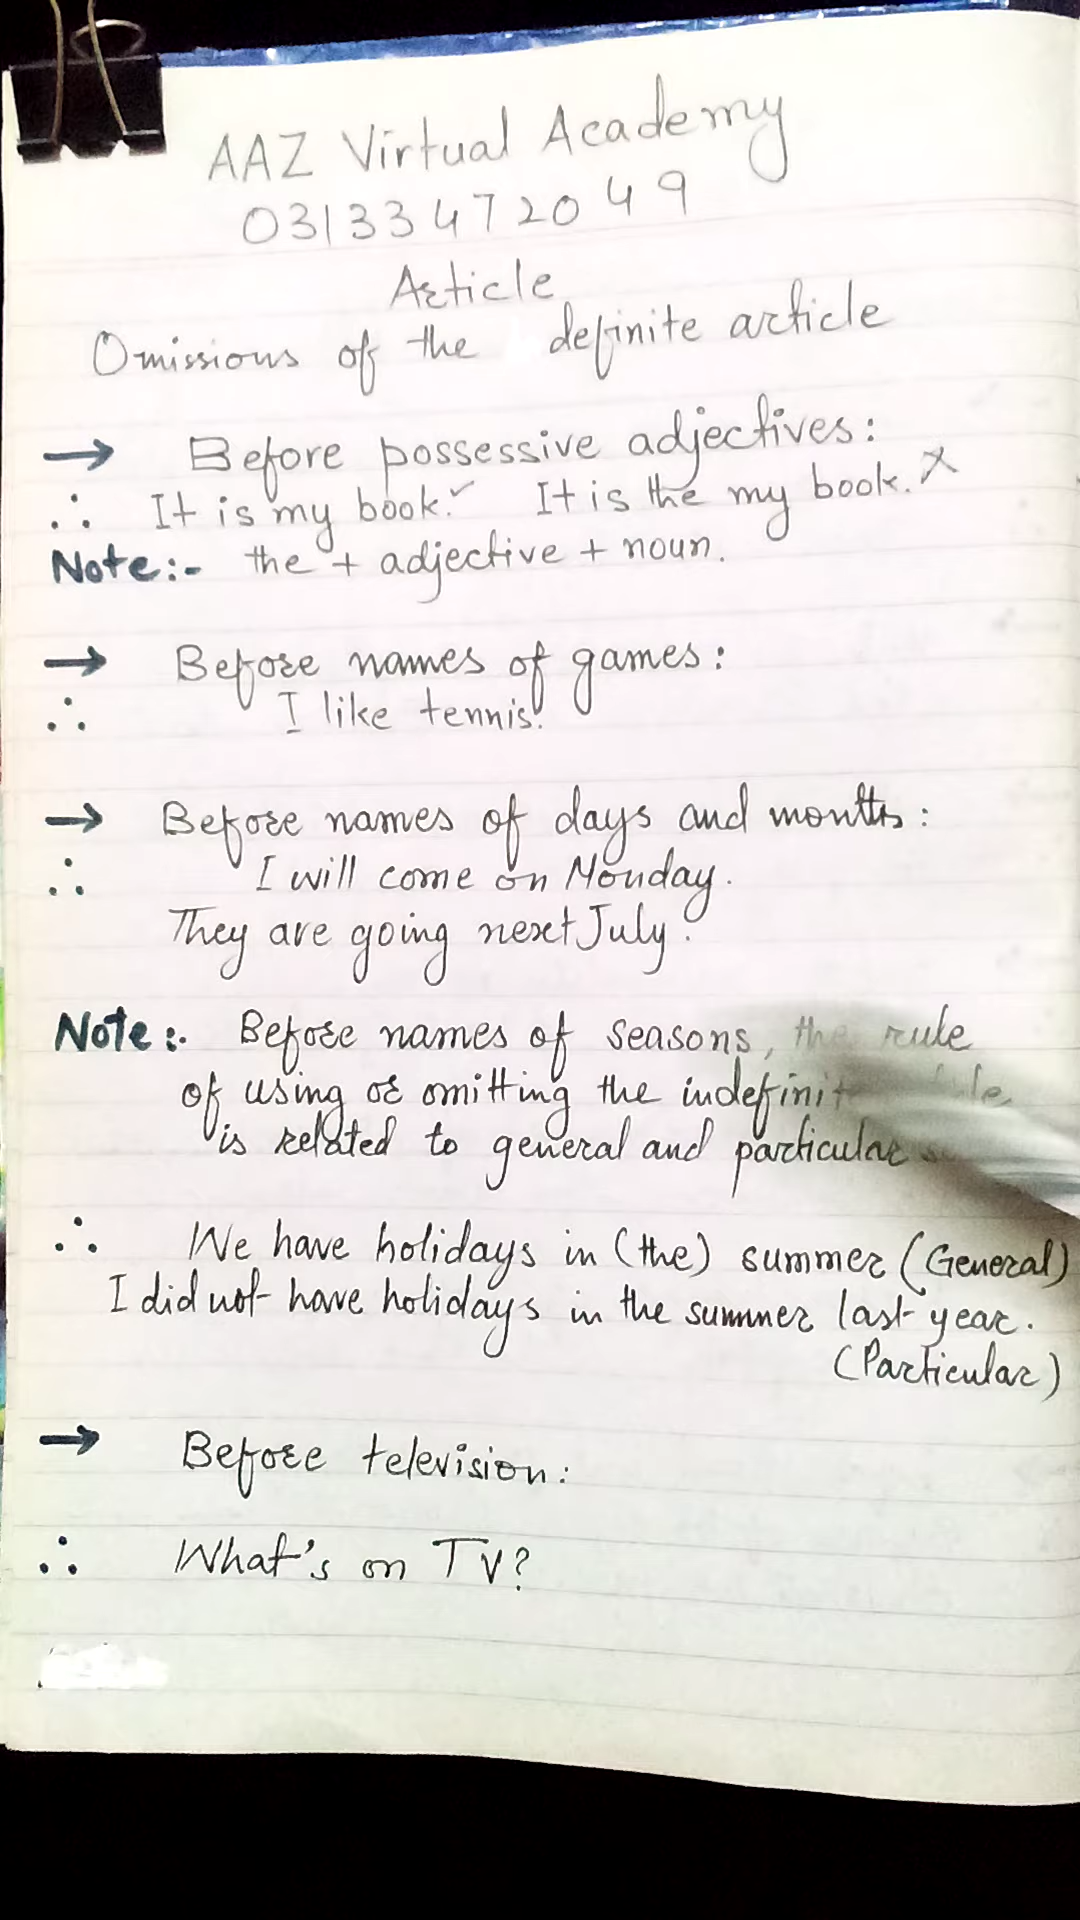 AAZ Virtual Academy
03133472049
Article
Omissions of the definite article
→ Before possessive adjectives:
∴ It is my book.✓ It is the my book.✗
Note:- the + adjective + noun.
→ Before names of games:
∴ I like tennis.
→ Before names of days and months:
∴ I will come on Monday.
They are going next July.
Note:- Before names of seasons, the rule
of using or omitting the
is related to general and particular
∴ We have holidays in (the) summer (General)
I did not have holidays in the summer last year.
(Particular)
→ Before television:
∴ What's on TV?